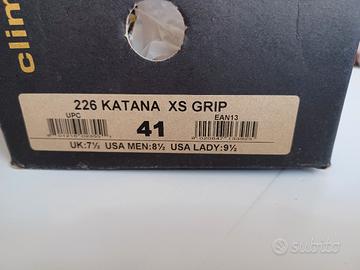 clim
226 KATANA XS GRIP
UPC
41
EAN13
UK:7½ USA MEN:8½ USA LADY:9½
subito